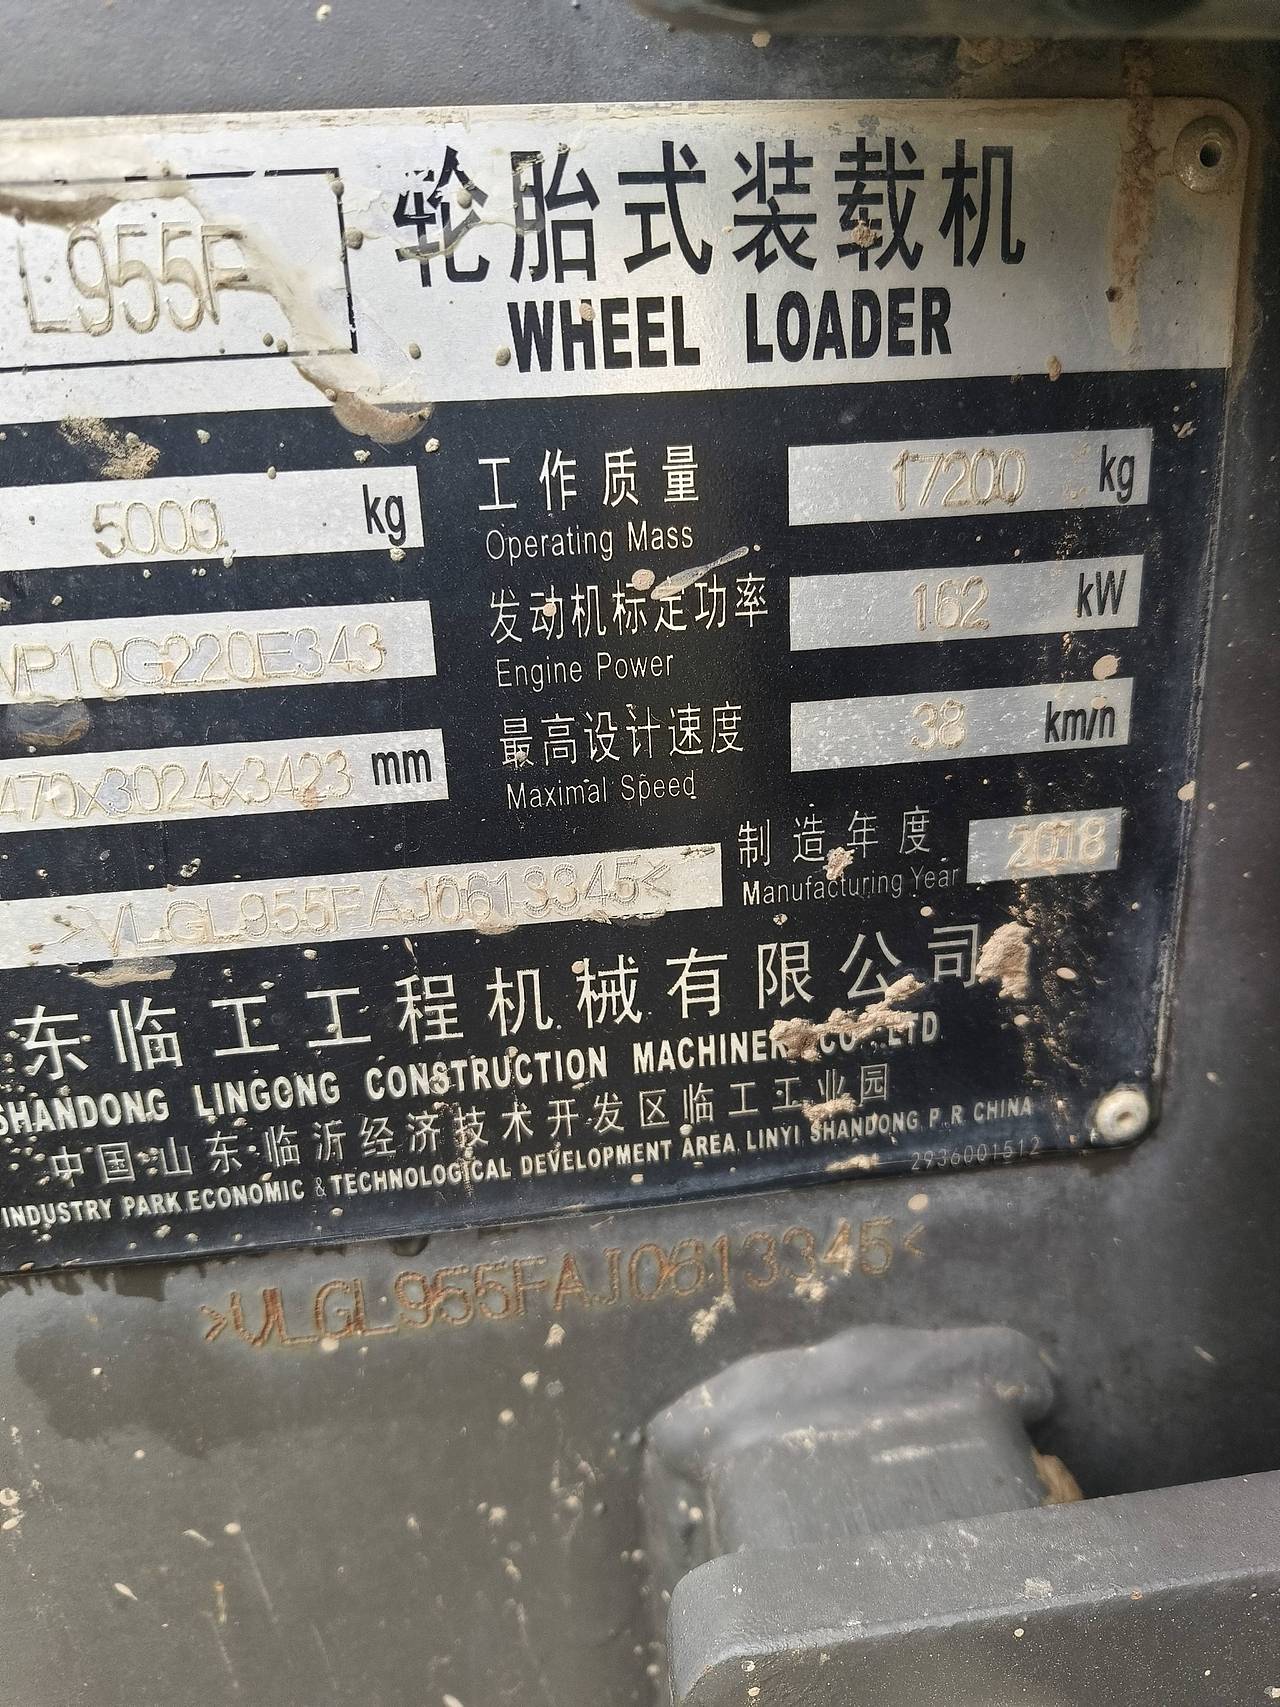 L955F
轮胎式装载机
WHEEL LOADER
5000 kg
工作质量 17200 kg
Operating Mass
WP10G220E343
发动机标定功率 162 kW
Engine Power
470x3024x3423 mm
最高设计速度 38 km/h
Maximal Speed
>VLGL955FAJ0613345<
制造年度 2018
Manufacturing Year
东临工工程机械有限公司
SHANDONG LINGONG CONSTRUCTION MACHINERY CO., LTD
中国·山东·临沂经济技术开发区临工工业园
INDUSTRY PARK,ECONOMIC & TECHNOLOGICAL DEVELOPMENT AREA, LINYI, SHANDONG, P. R. CHINA
2936001512
>VLGL955FAJ0613345<